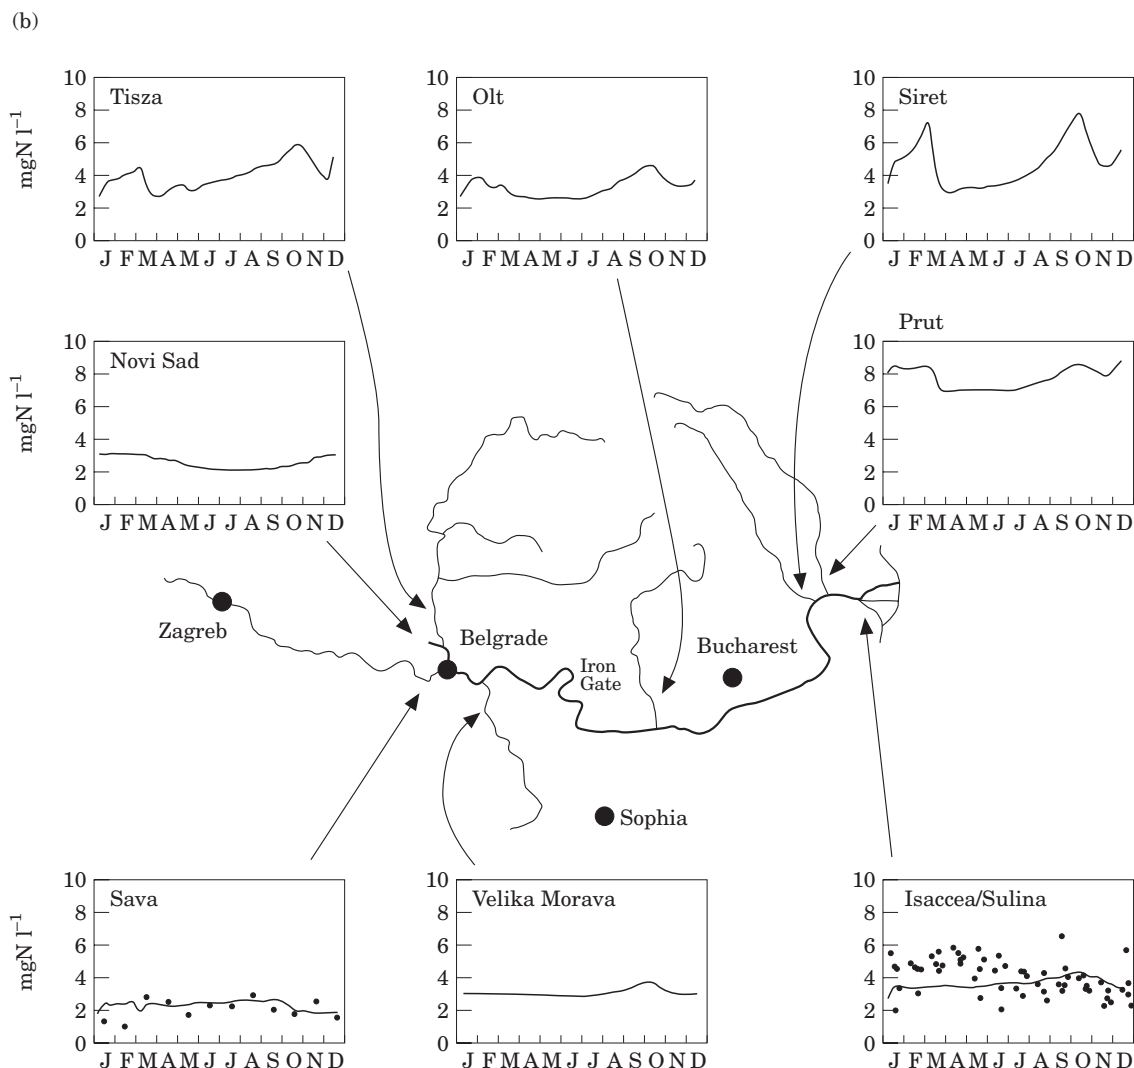 (b)
Tisza
Olt
Siret
10
8
6
4
2
0
mgN l⁻¹
J F M A M J J A S O N D
10
8
6
4
2
0
J F M A M J J A S O N D
10
8
6
4
2
0
J F M A M J J A S O N D
Novi Sad
10
8
6
4
2
0
mgN l⁻¹
J F M A M J J A S O N D
Prut
10
8
6
4
2
0
J F M A M J J A S O N D
Zagreb
Belgrade
Iron
Gate
Bucharest
Sophia
Sava
10
8
6
4
2
0
mgN l⁻¹
J F M A M J J A S O N D
Velika Morava
10
8
6
4
2
0
J F M A M J J A S O N D
Isaccea/Sulina
10
8
6
4
2
0
J F M A M J J A S O N D